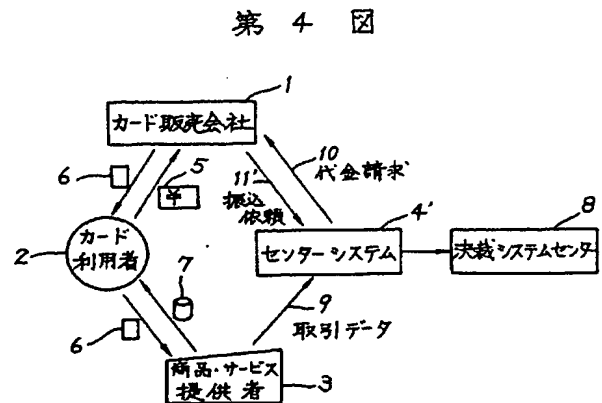 第 4 図
1
カード販売会社
6
5
￥
11'
振込
依頼
10
代金請求
4'
8
2
カード
利用者
7
センターシステム
決裁システムセンター
6
9
取引データ
商品・サービス
提供者
3